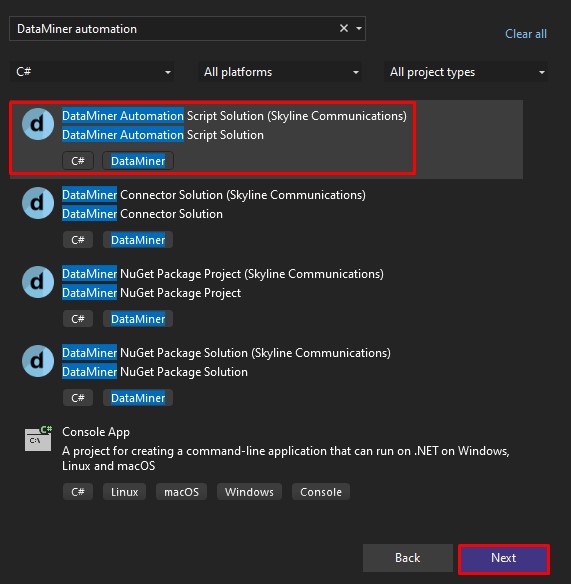 DataMiner automation
Clear all
C# All platforms All project types
d
DataMiner Automation Script Solution (Skyline Communications)
DataMiner Automation Script Solution
C# DataMiner
d
DataMiner Connector Solution (Skyline Communications)
DataMiner Connector Solution
C# DataMiner
d
DataMiner NuGet Package Project (Skyline Communications)
DataMiner NuGet Package Project
C# DataMiner
d
DataMiner NuGet Package Solution (Skyline Communications)
DataMiner NuGet Package Solution
C# DataMiner
C#
C:\
Console App
A project for creating a command-line application that can run on .NET on Windows,
Linux and macOS
C# Linux macOS Windows Console
Back Next